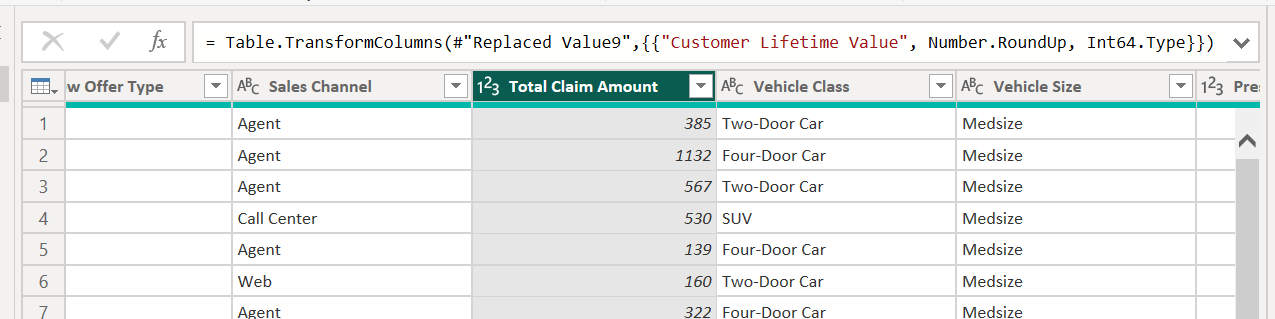 fx = Table.TransformColumns(#"Replaced Value9",{{"Customer Lifetime Value", Number.RoundUp, Int64.Type}})
w Offer Type ABC Sales Channel 123 Total Claim Amount ABC Vehicle Class ABC Vehicle Size 123 Pre
1 Agent 385 Two-Door Car Medsize
2 Agent 1132 Four-Door Car Medsize
3 Agent 567 Two-Door Car Medsize
4 Call Center 530 SUV Medsize
5 Agent 139 Four-Door Car Medsize
6 Web 160 Two-Door Car Medsize
7 Agent 322 Four-Door Car Medsize